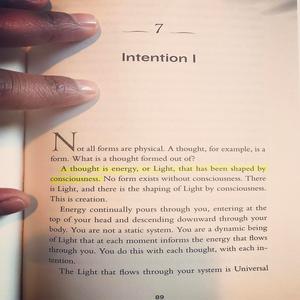 7
Intention I
Not all forms are physical. A thought, for example, is a
form. What is a thought formed out of?
A thought is energy, or Light, that has been shaped by
consciousness. No form exists without consciousness. There
is Light, and there is the shaping of Light by consciousness.
This is creation.
Energy continually pours through you, entering at the
top of your head and descending downward through your
body. You are not a static system. You are a dynamic being
of Light that at each moment informs the energy that flows
through you. You do this with each thought, with each in-
tention.
The Light that flows through your system is Universal
89